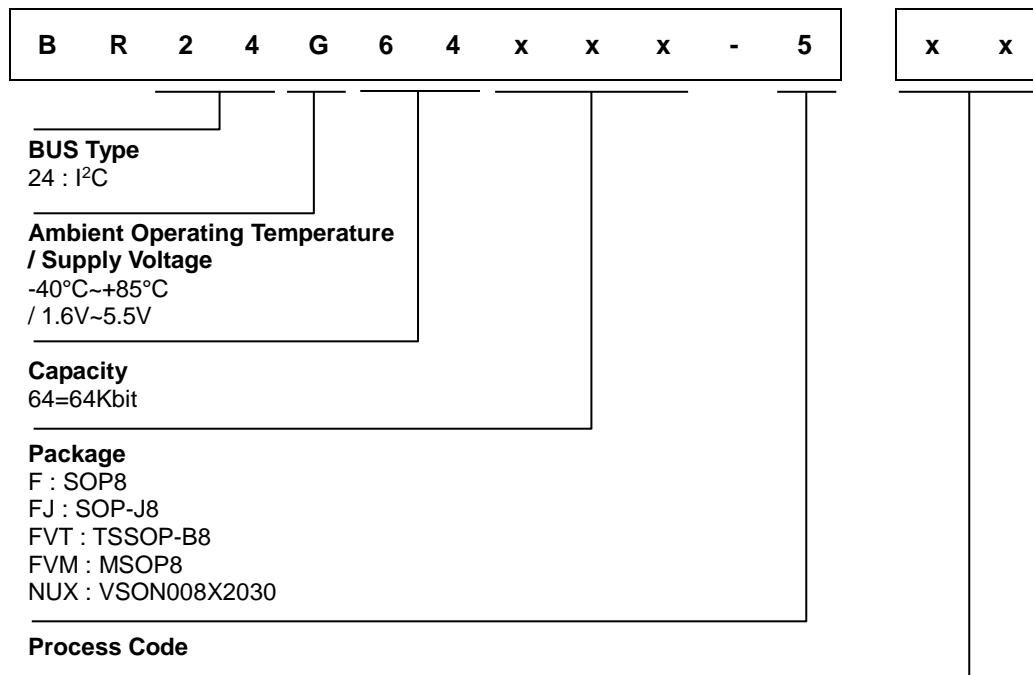 B R 2 4 G 6 4 x x x - 5 x x
BUS Type
24 : I²C
Ambient Operating Temperature
/ Supply Voltage
-40°C~+85°C
/ 1.6V~5.5V
Capacity
64=64Kbit
Package
F : SOP8
FJ : SOP-J8
FVT : TSSOP-B8
FVM : MSOP8
NUX : VSON008X2030
Process Code